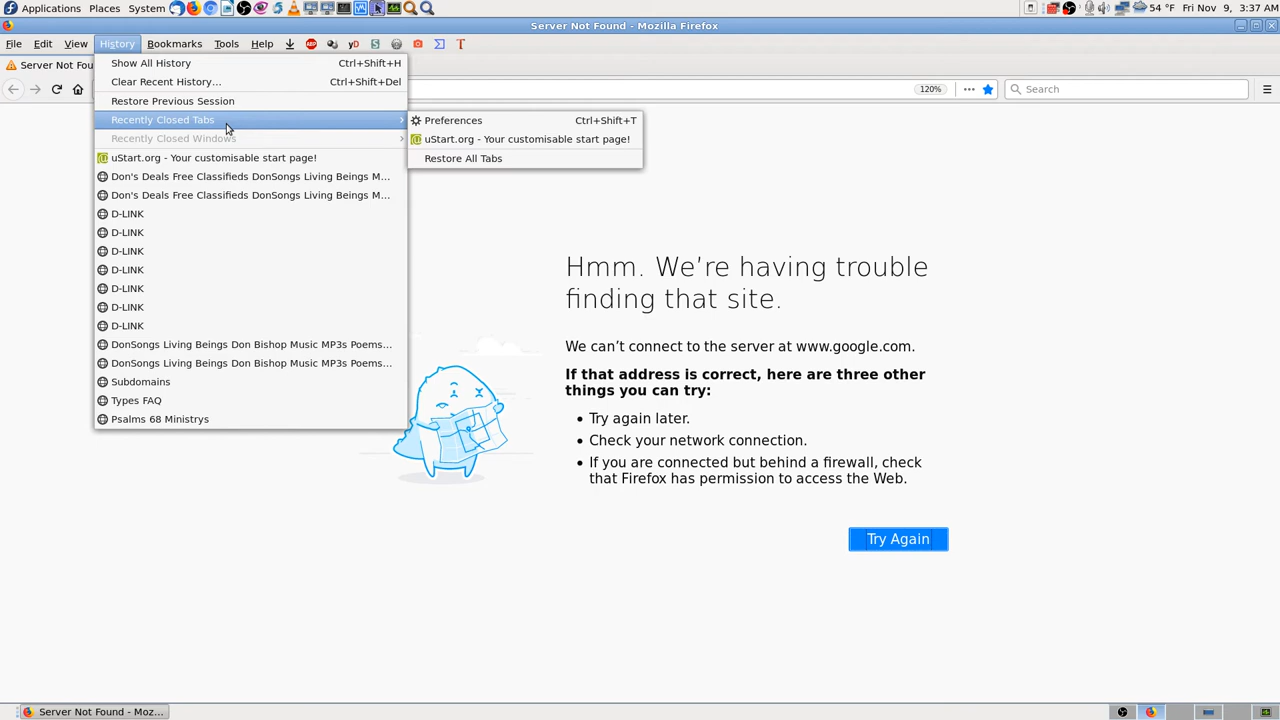 Applications Places System 54 °F Fri Nov 9, 3:37 AM
Server Not Found - Mozilla Firefox
File Edit View History Bookmarks Tools Help ABP yD S T
Server Not Fou
120% Search
Show All History Ctrl+Shift+H
Clear Recent History... Ctrl+Shift+Del
Restore Previous Session
Recently Closed Tabs
Recently Closed Windows
uStart.org - Your customisable start page!
Don's Deals Free Classifieds DonSongs Living Beings M...
Don's Deals Free Classifieds DonSongs Living Beings M...
D-LINK
D-LINK
D-LINK
D-LINK
D-LINK
D-LINK
D-LINK
DonSongs Living Beings Don Bishop Music MP3s Poems...
DonSongs Living Beings Don Bishop Music MP3s Poems...
Subdomains
Types FAQ
Psalms 68 Ministrys
Preferences Ctrl+Shift+T
uStart.org - Your customisable start page!
Restore All Tabs
Hmm. We're having trouble
finding that site.
We can't connect to the server at www.google.com.
If that address is correct, here are three other
things you can try:
• Try again later.
• Check your network connection.
• If you are connected but behind a firewall, check
that Firefox has permission to access the Web.
Try Again
Server Not Found - Moz...